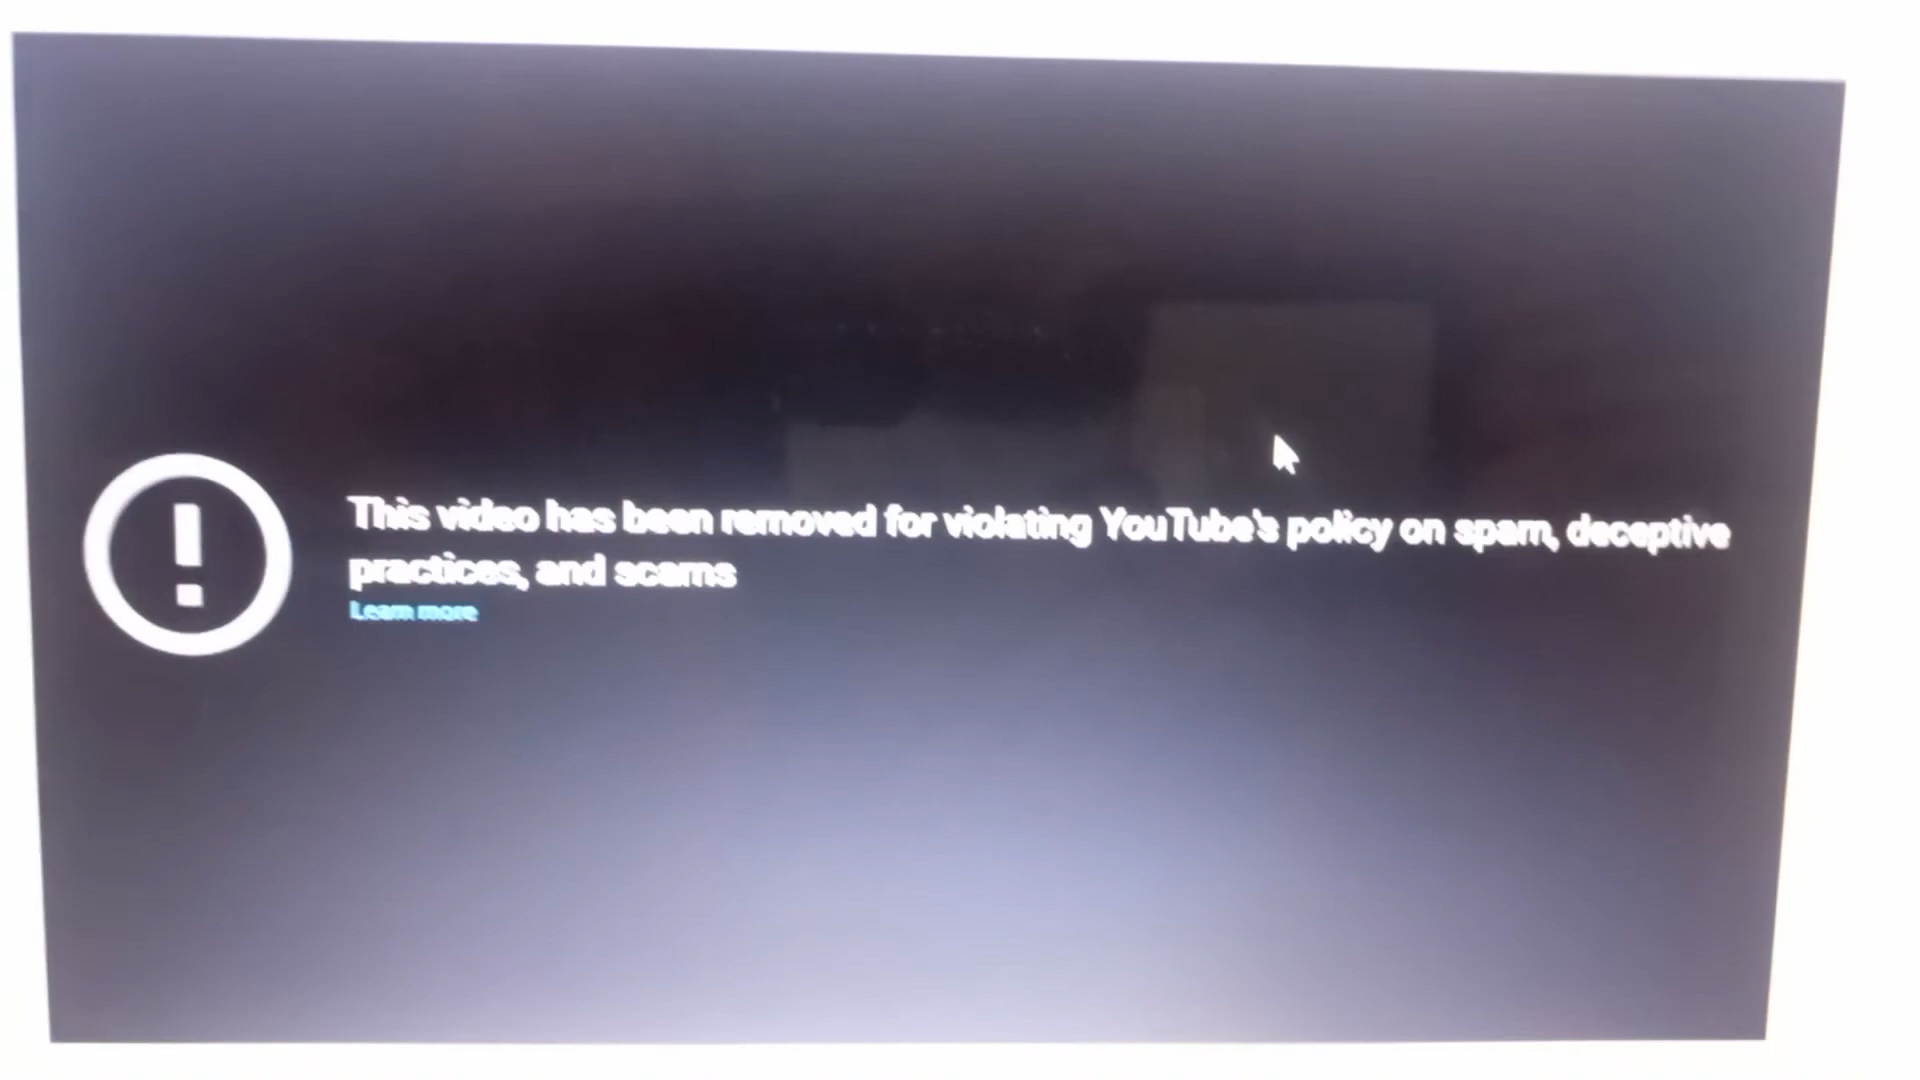 This video has been removed for violating YouTube's policy on spam, deceptive
practices, and scams
Learn more